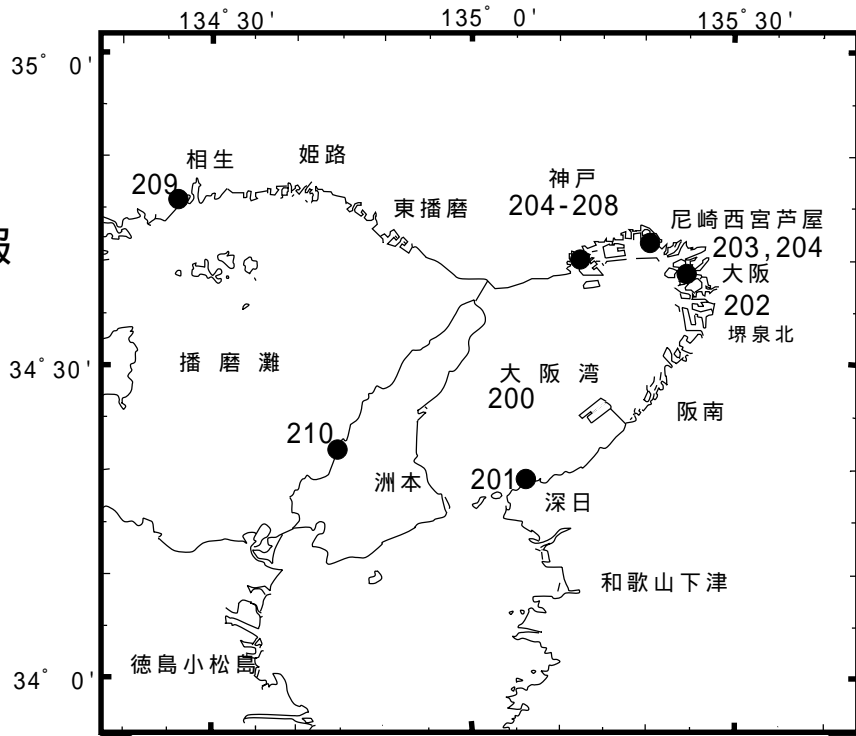 134° 30'
135° 0'
135° 30'
35° 0'
相生
姫路
209
神戸
東播磨
204-208
尼崎西宮芦屋
203,204
報
大阪
202
堺泉北
34° 30'
播磨灘
大阪湾
200
阪南
210
洲本
201
深日
和歌山下津
徳島小松島
34° 0'